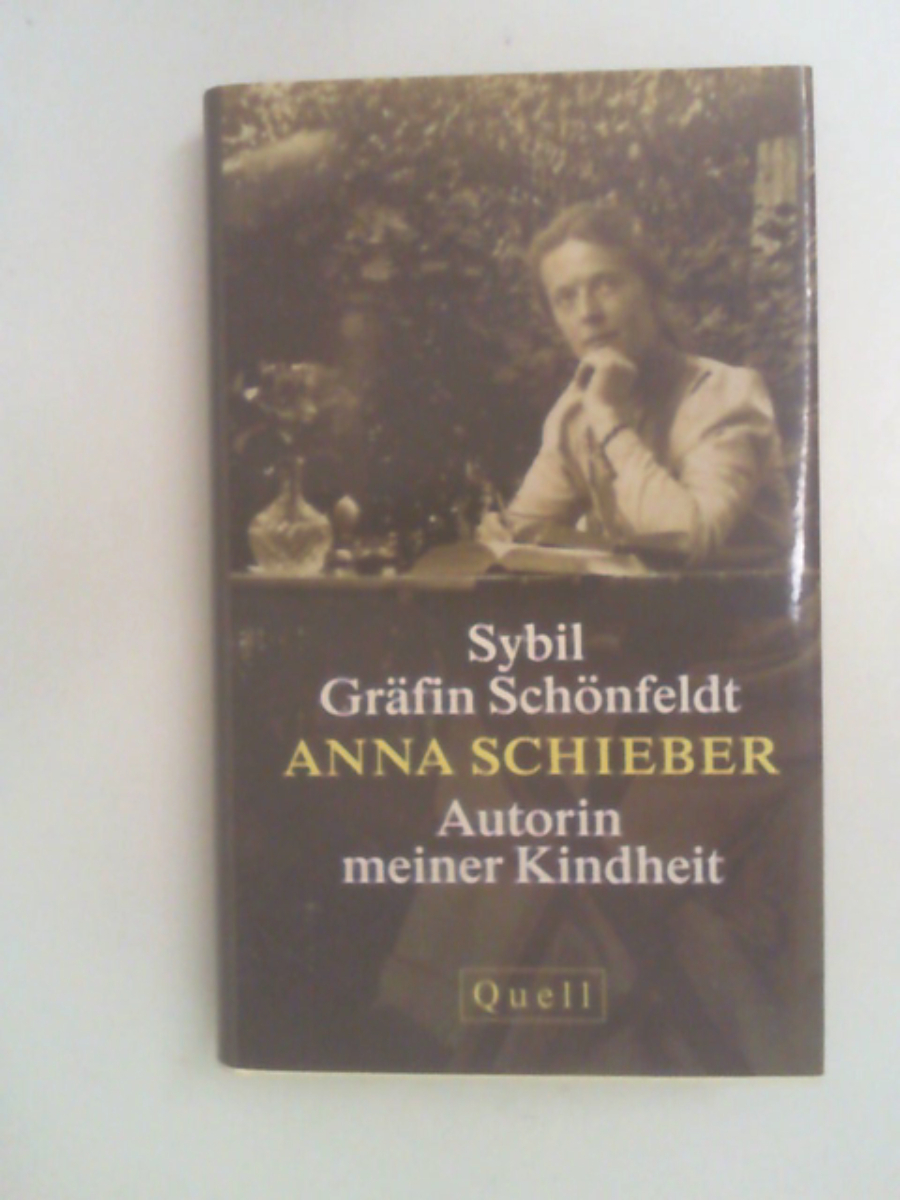 Sybil
Gräfin Schönfeldt
ANNA SCHIEBER
Autorin
meiner Kindheit
Quell